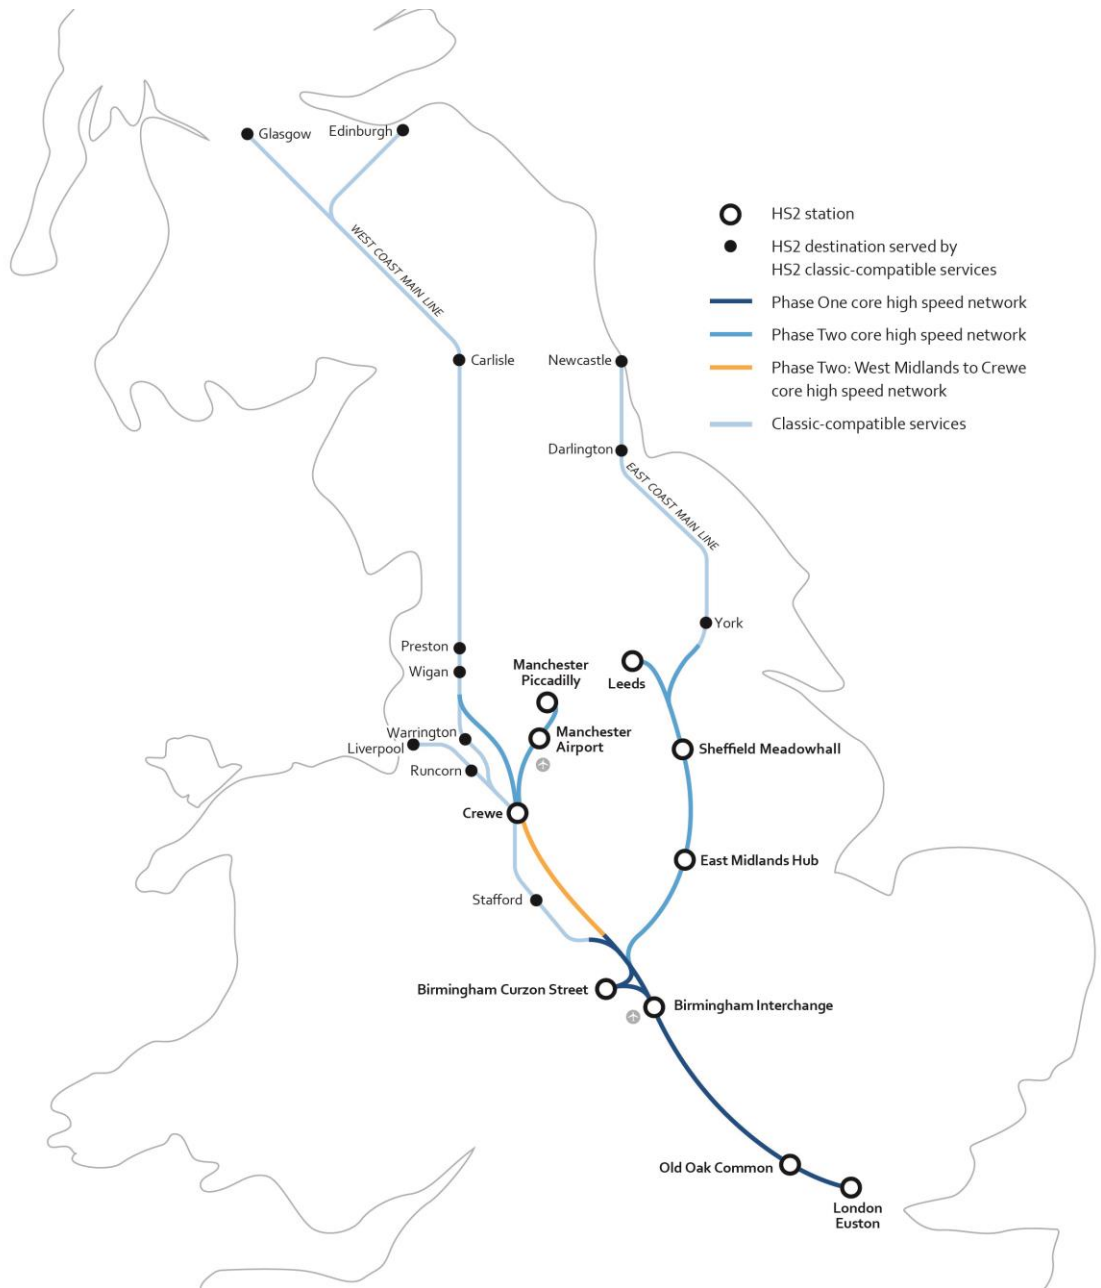 Glasgow
Edinburgh
WEST COAST MAIN LINE
HS2 station
HS2 destination served by
HS2 classic-compatible services
Phase One core high speed network
Phase Two core high speed network
Phase Two: West Midlands to Crewe
core high speed network
Classic-compatible services
Carlisle
Newcastle
Darlington
EAST COAST MAIN LINE
York
Preston
Wigan
Manchester
Piccadilly
Leeds
Warrington
Liverpool
Manchester
Airport
Sheffield Meadowhall
Runcorn
Crewe
East Midlands Hub
Stafford
Birmingham Curzon Street
Birmingham Interchange
Old Oak Common
London
Euston